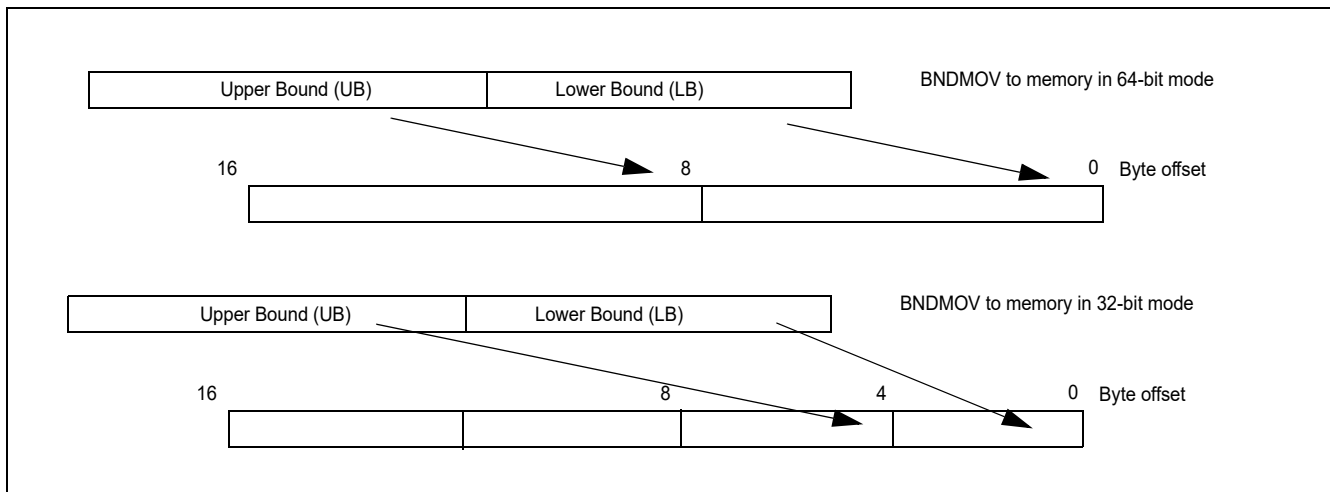 BNDMOV to memory in 64-bit mode
Upper Bound (UB) Lower Bound (LB)
16 8 0 Byte offset
BNDMOV to memory in 32-bit mode
Upper Bound (UB) Lower Bound (LB)
16 8 4 0 Byte offset